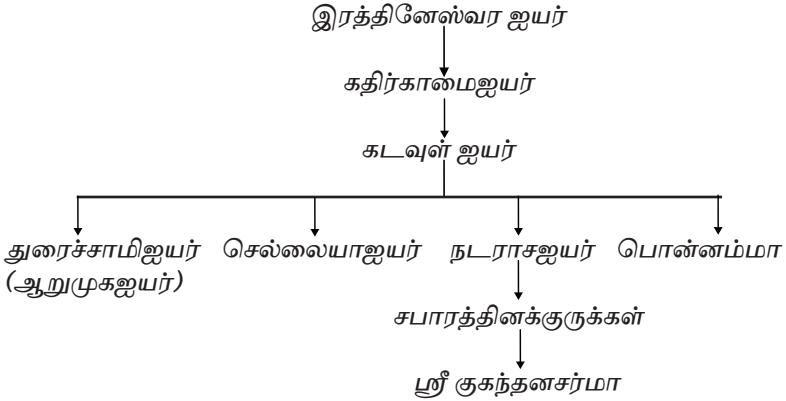 இரத்தினேஸ்வர ஐயர்
கதிர்காமைஐயர்
கடவுள் ஐயர்
துரைச்சாமிஐயர் செல்லையாஐயர் நடராசஐயர் பொன்னம்மா
(ஆறுமுகஐயர்)
சபாரத்தினக்குருக்கள்
ஸ்ரீ குகந்தனசர்மா